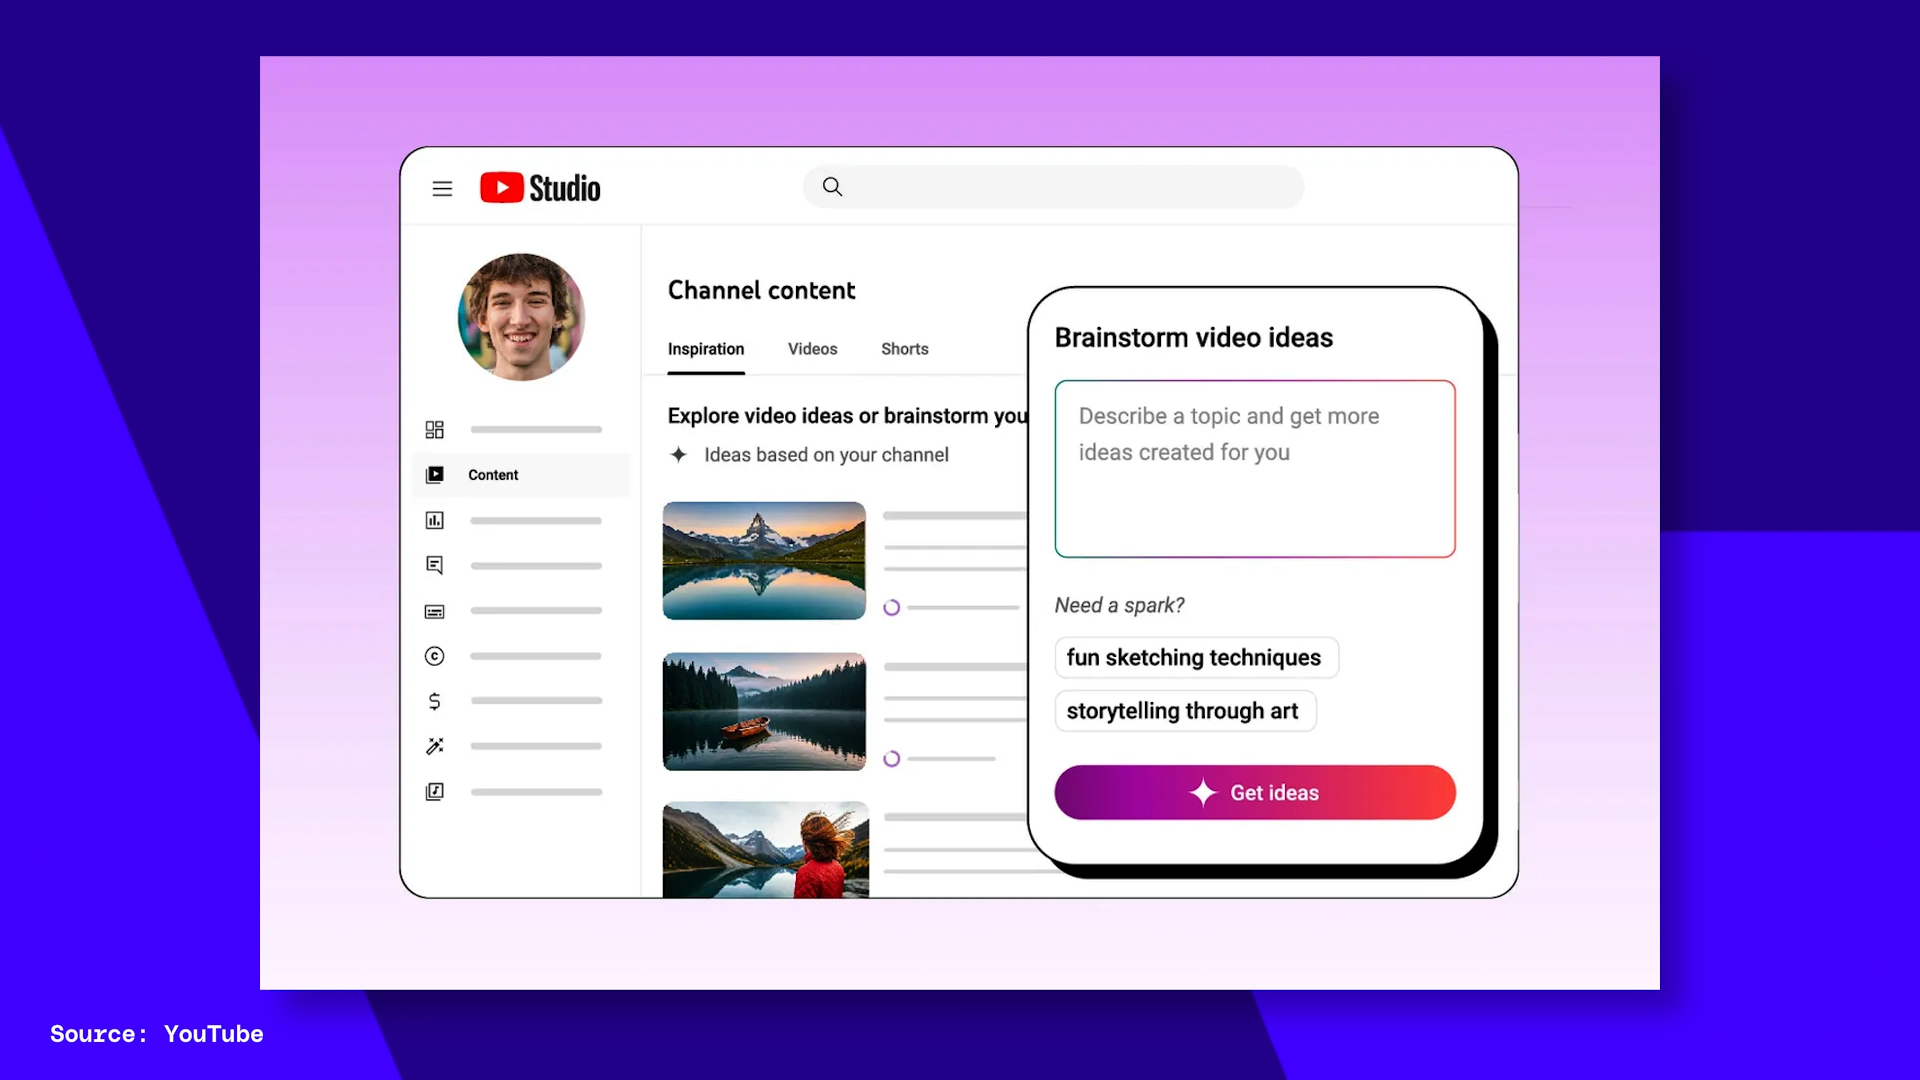 Studio
Channel content
Inspiration
Videos
Shorts
Explore video ideas or brainstorm you
Ideas based on your channel
Content
Brainstorm video ideas
Describe a topic and get more
ideas created for you
Need a spark?
fun sketching techniques
storytelling through art
Get ideas
Source: YouTube